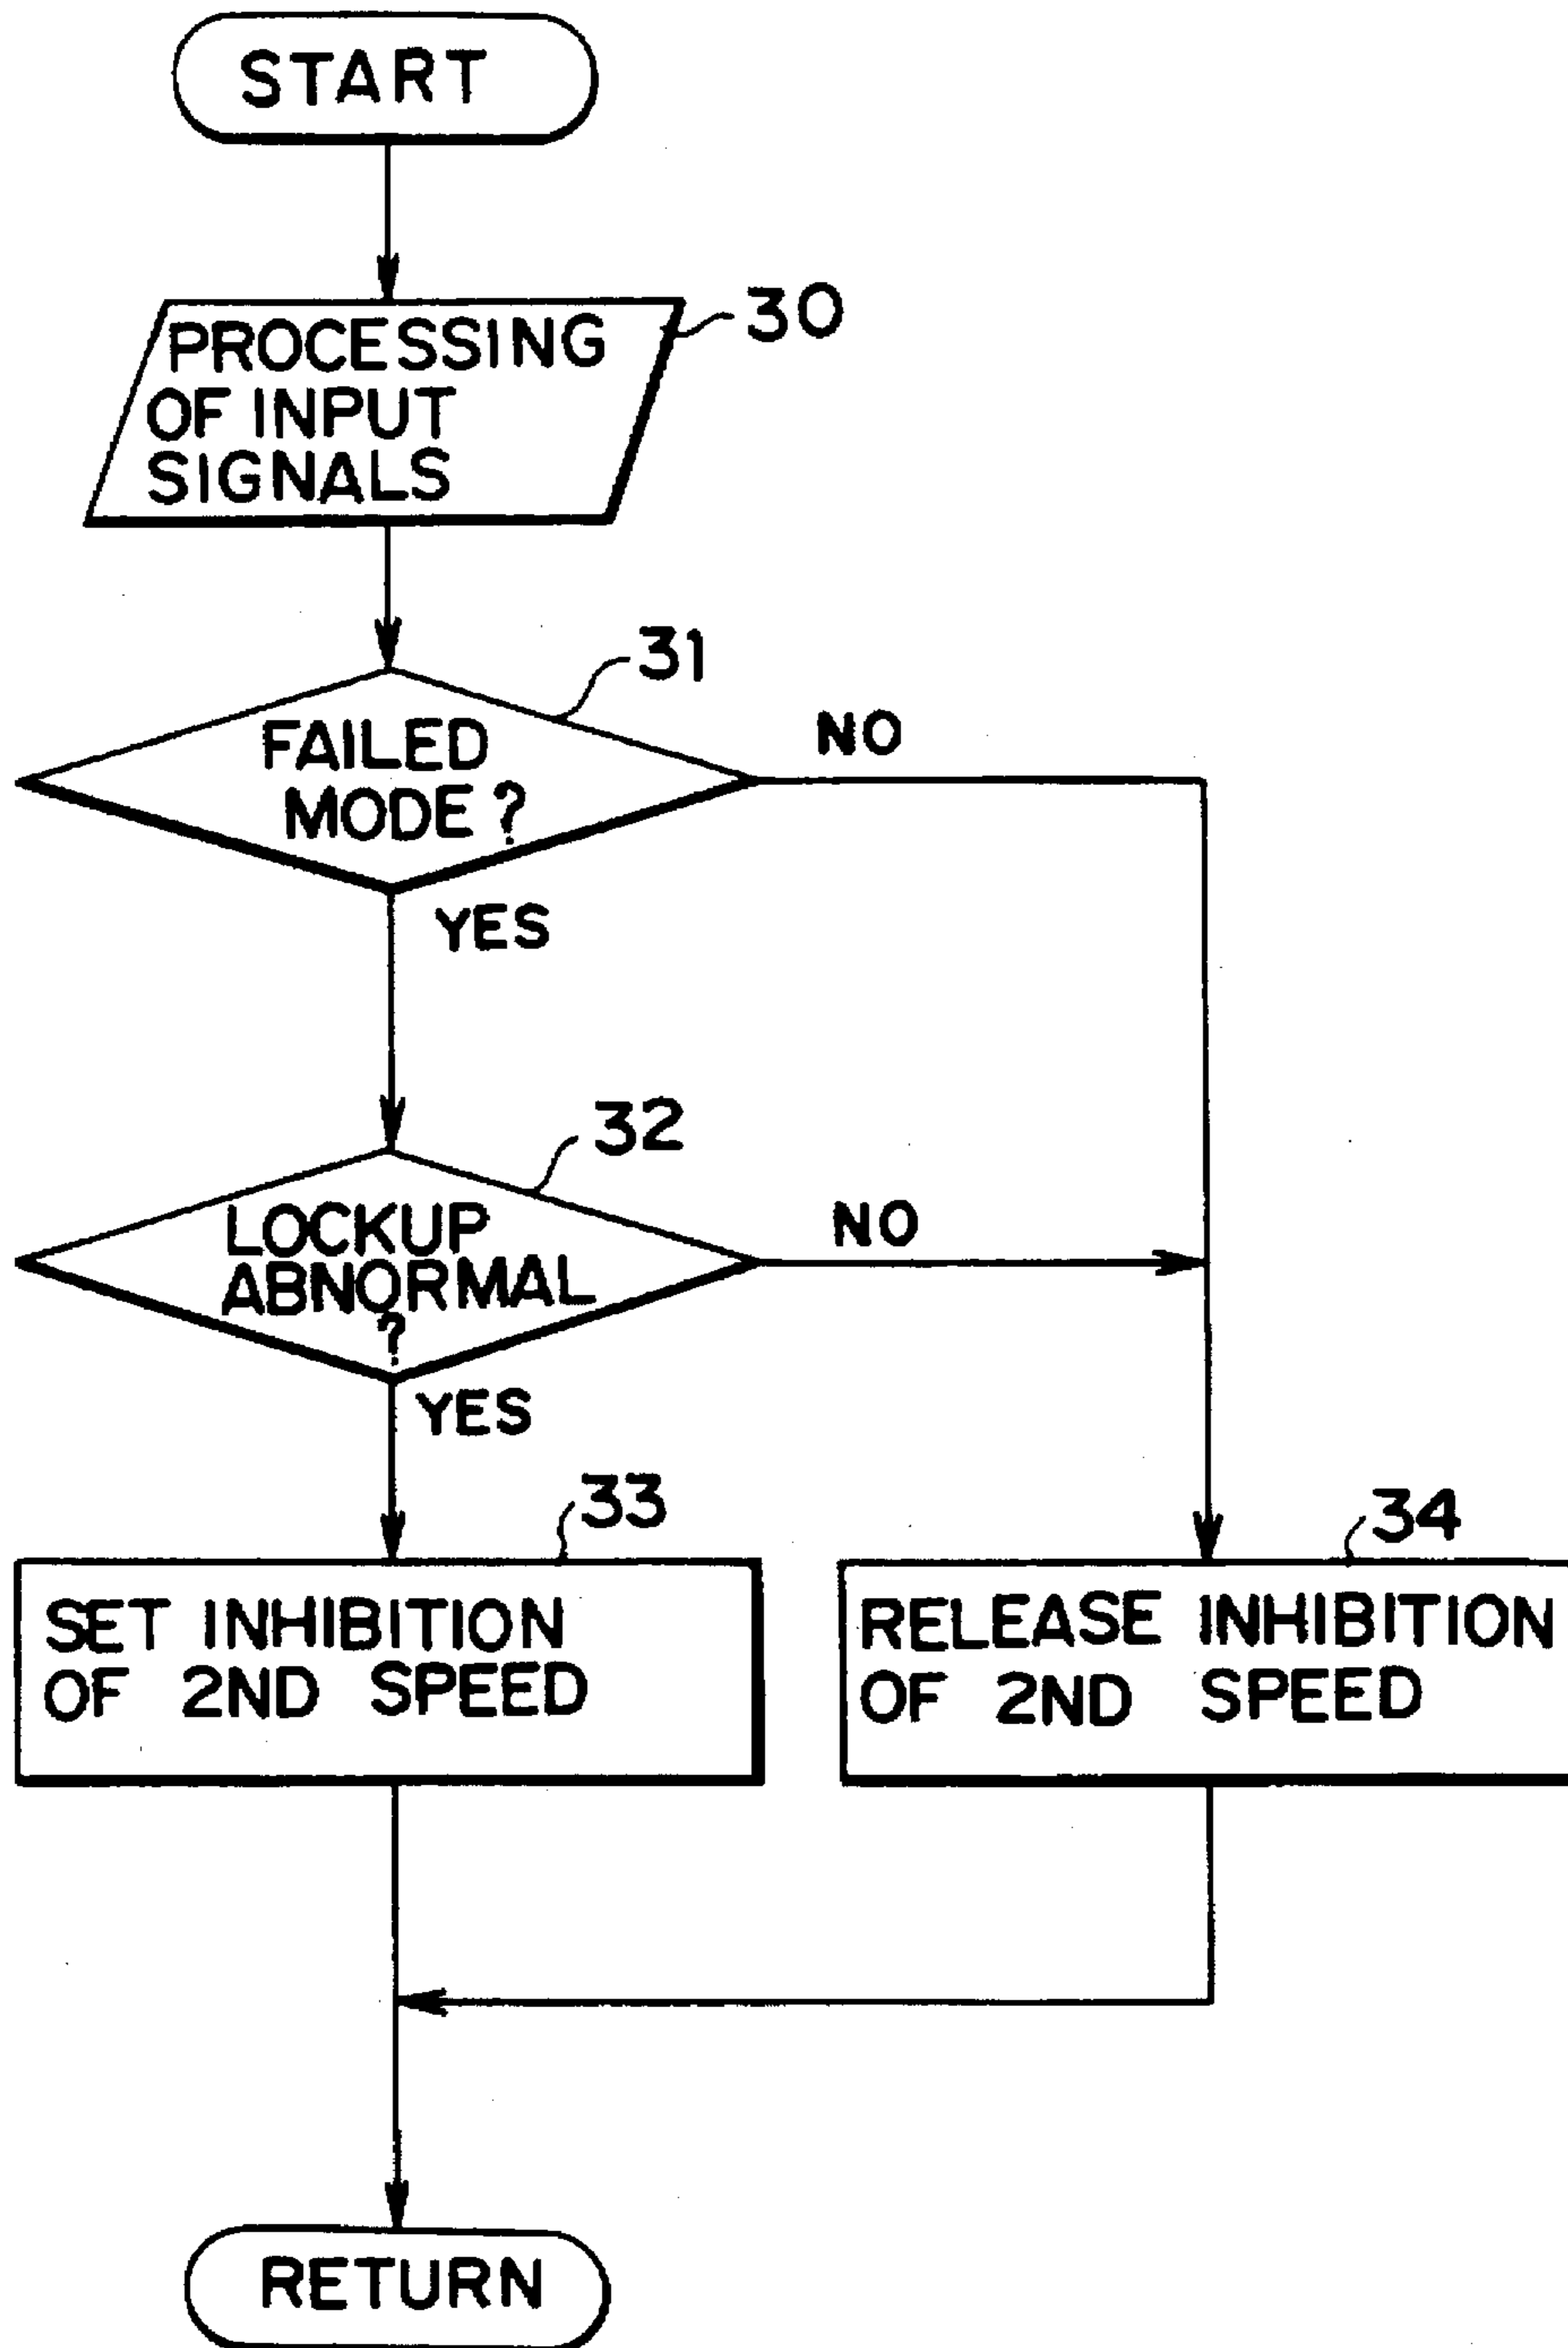 START
PROCESSING
OF INPUT
SIGNALS
30
31
FAILED
MODE ?
NO
YES
32
LOCKUP
ABNORMAL
?
NO
YES
33
SET INHIBITION
OF 2ND SPEED
34
RELEASE INHIBITION
OF 2ND SPEED
RETURN